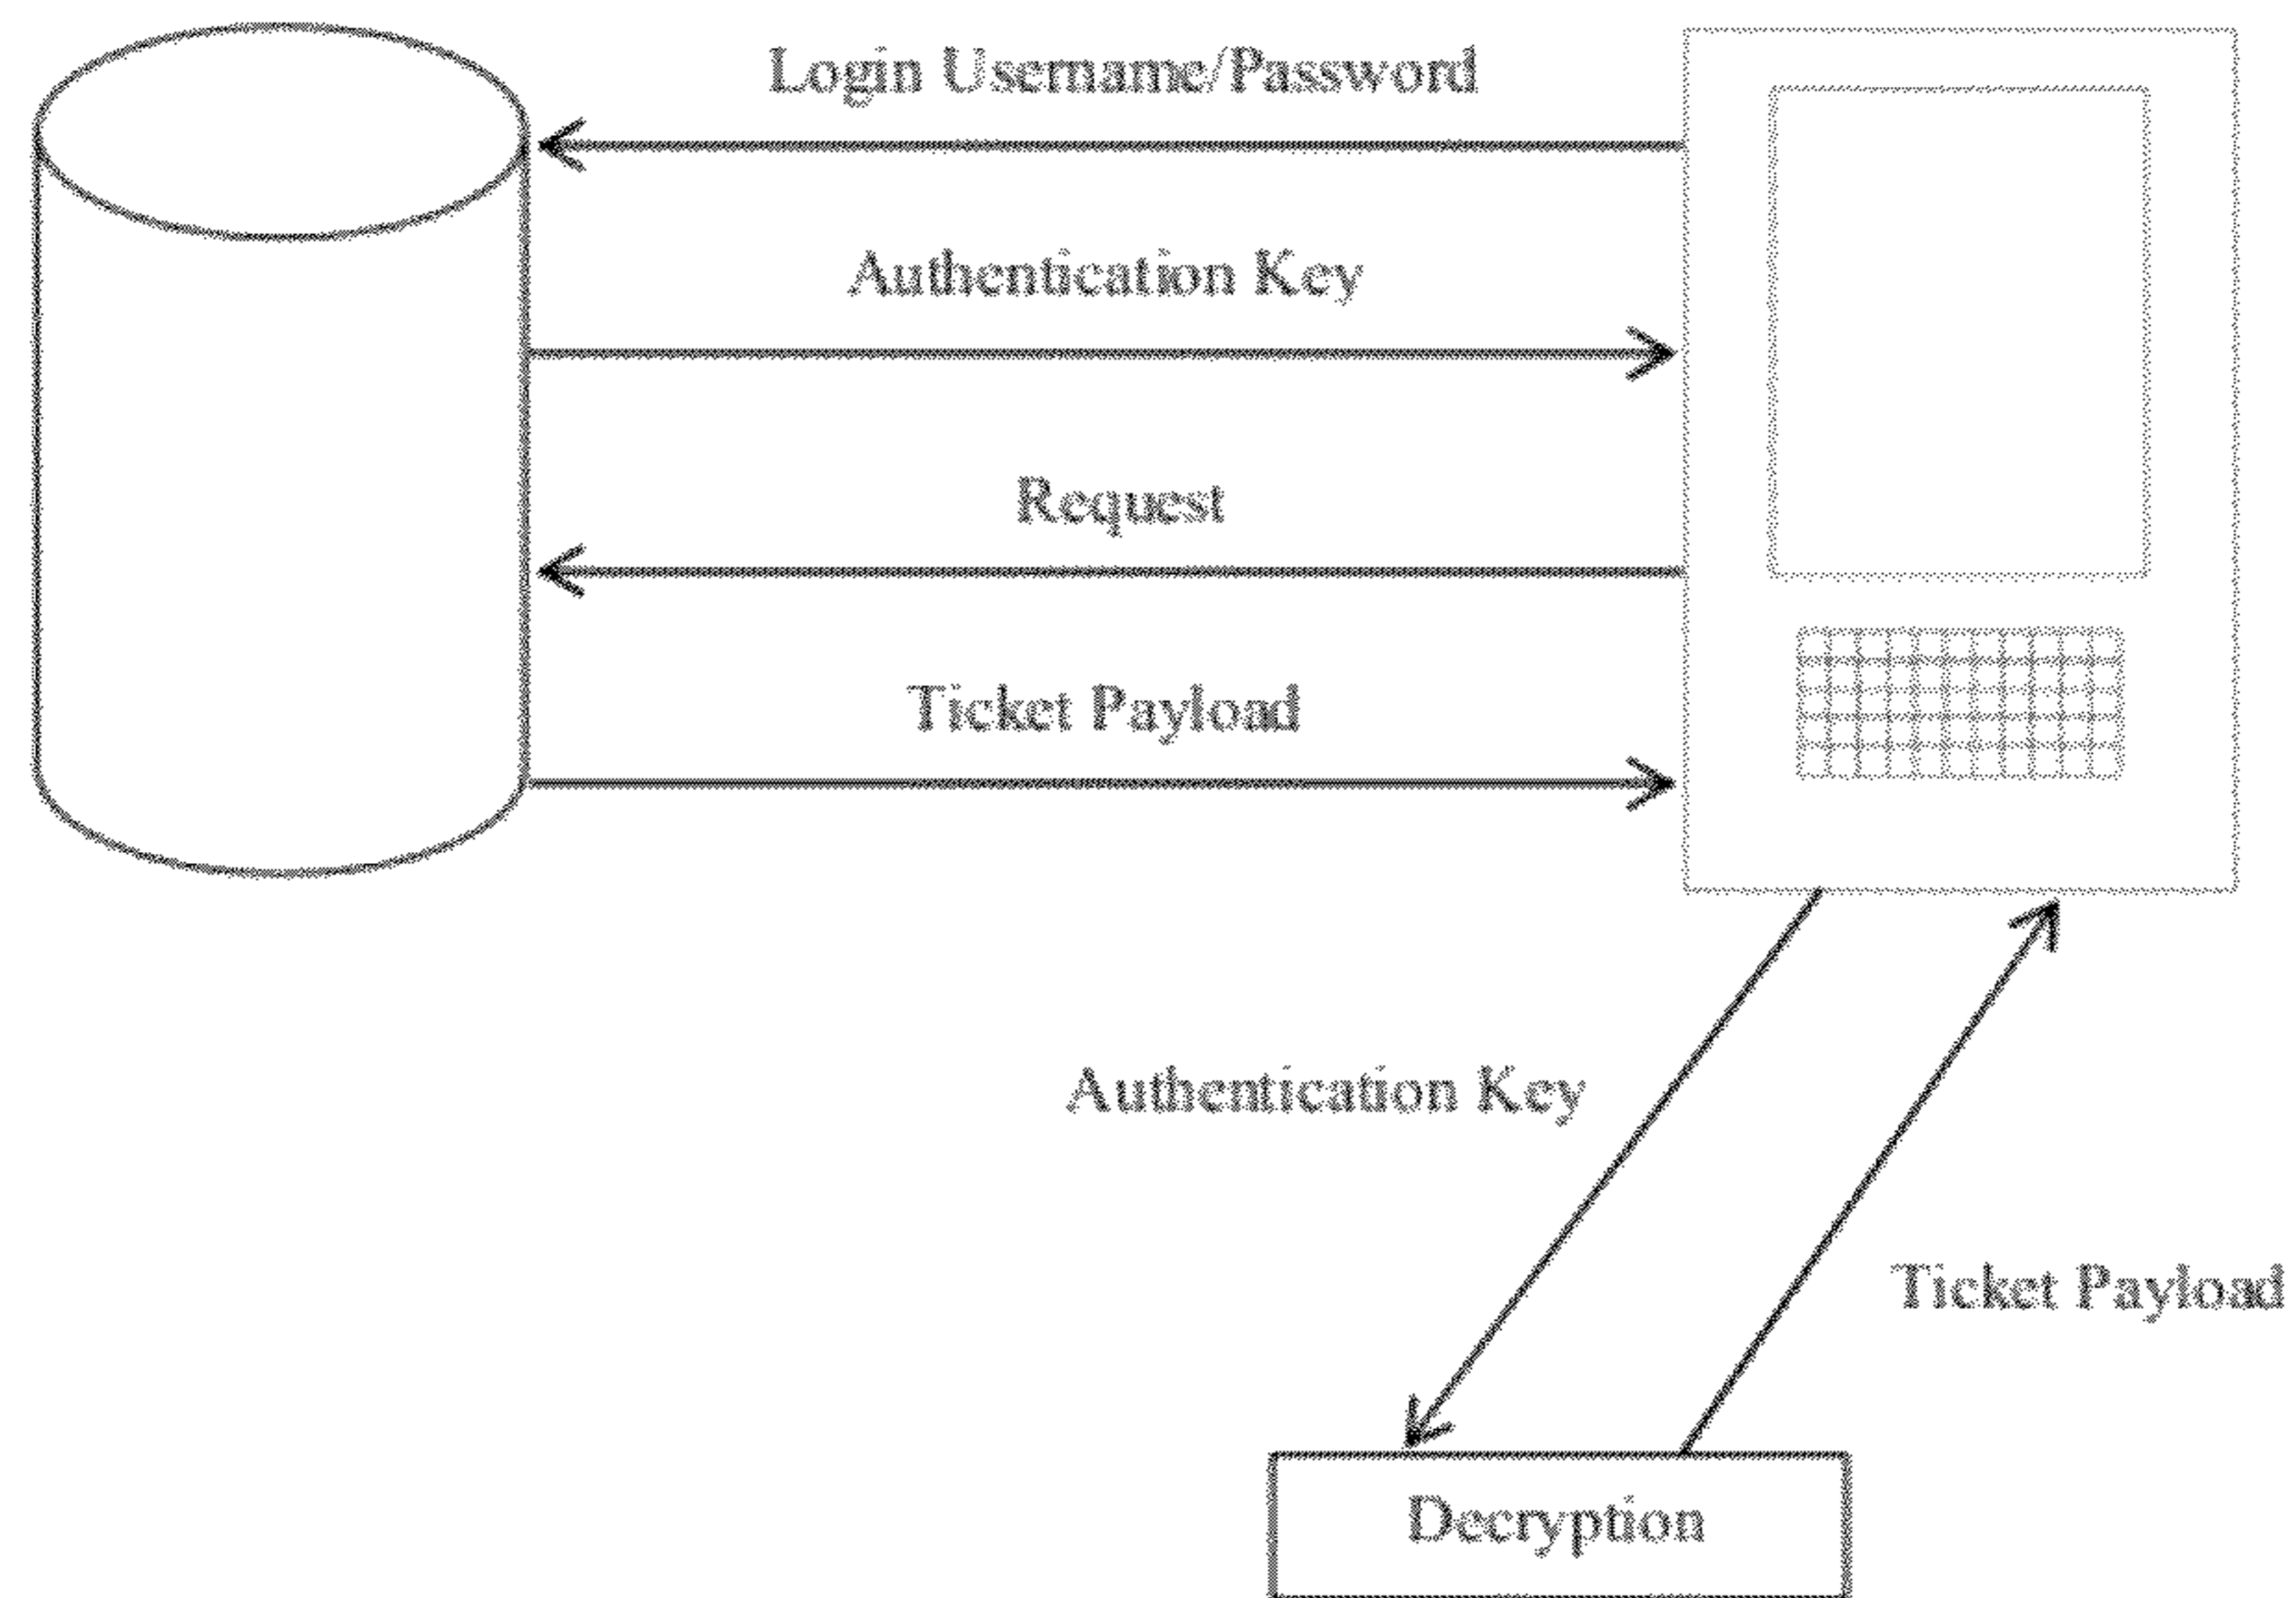 Login Username/Password
Authentication Key
Request
Ticket Payload
Authentication Key
Ticket Payload
Decryption